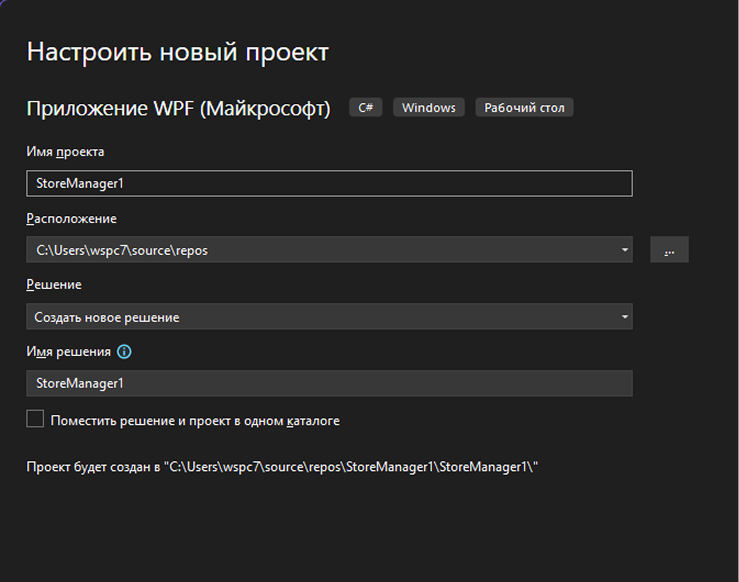 Настроить новый проект
Приложение WPF (Майкрософт) C# Windows Рабочий стол
Имя проекта
StoreManager1
Расположение
C:\Users\wspc7\source\repos ...
Решение
Создать новое решение
Имя решения
StoreManager1
Поместить решение и проект в одном каталоге
Проект будет создан в "C:\Users\wspc7\source\repos\StoreManager1\StoreManager1\"